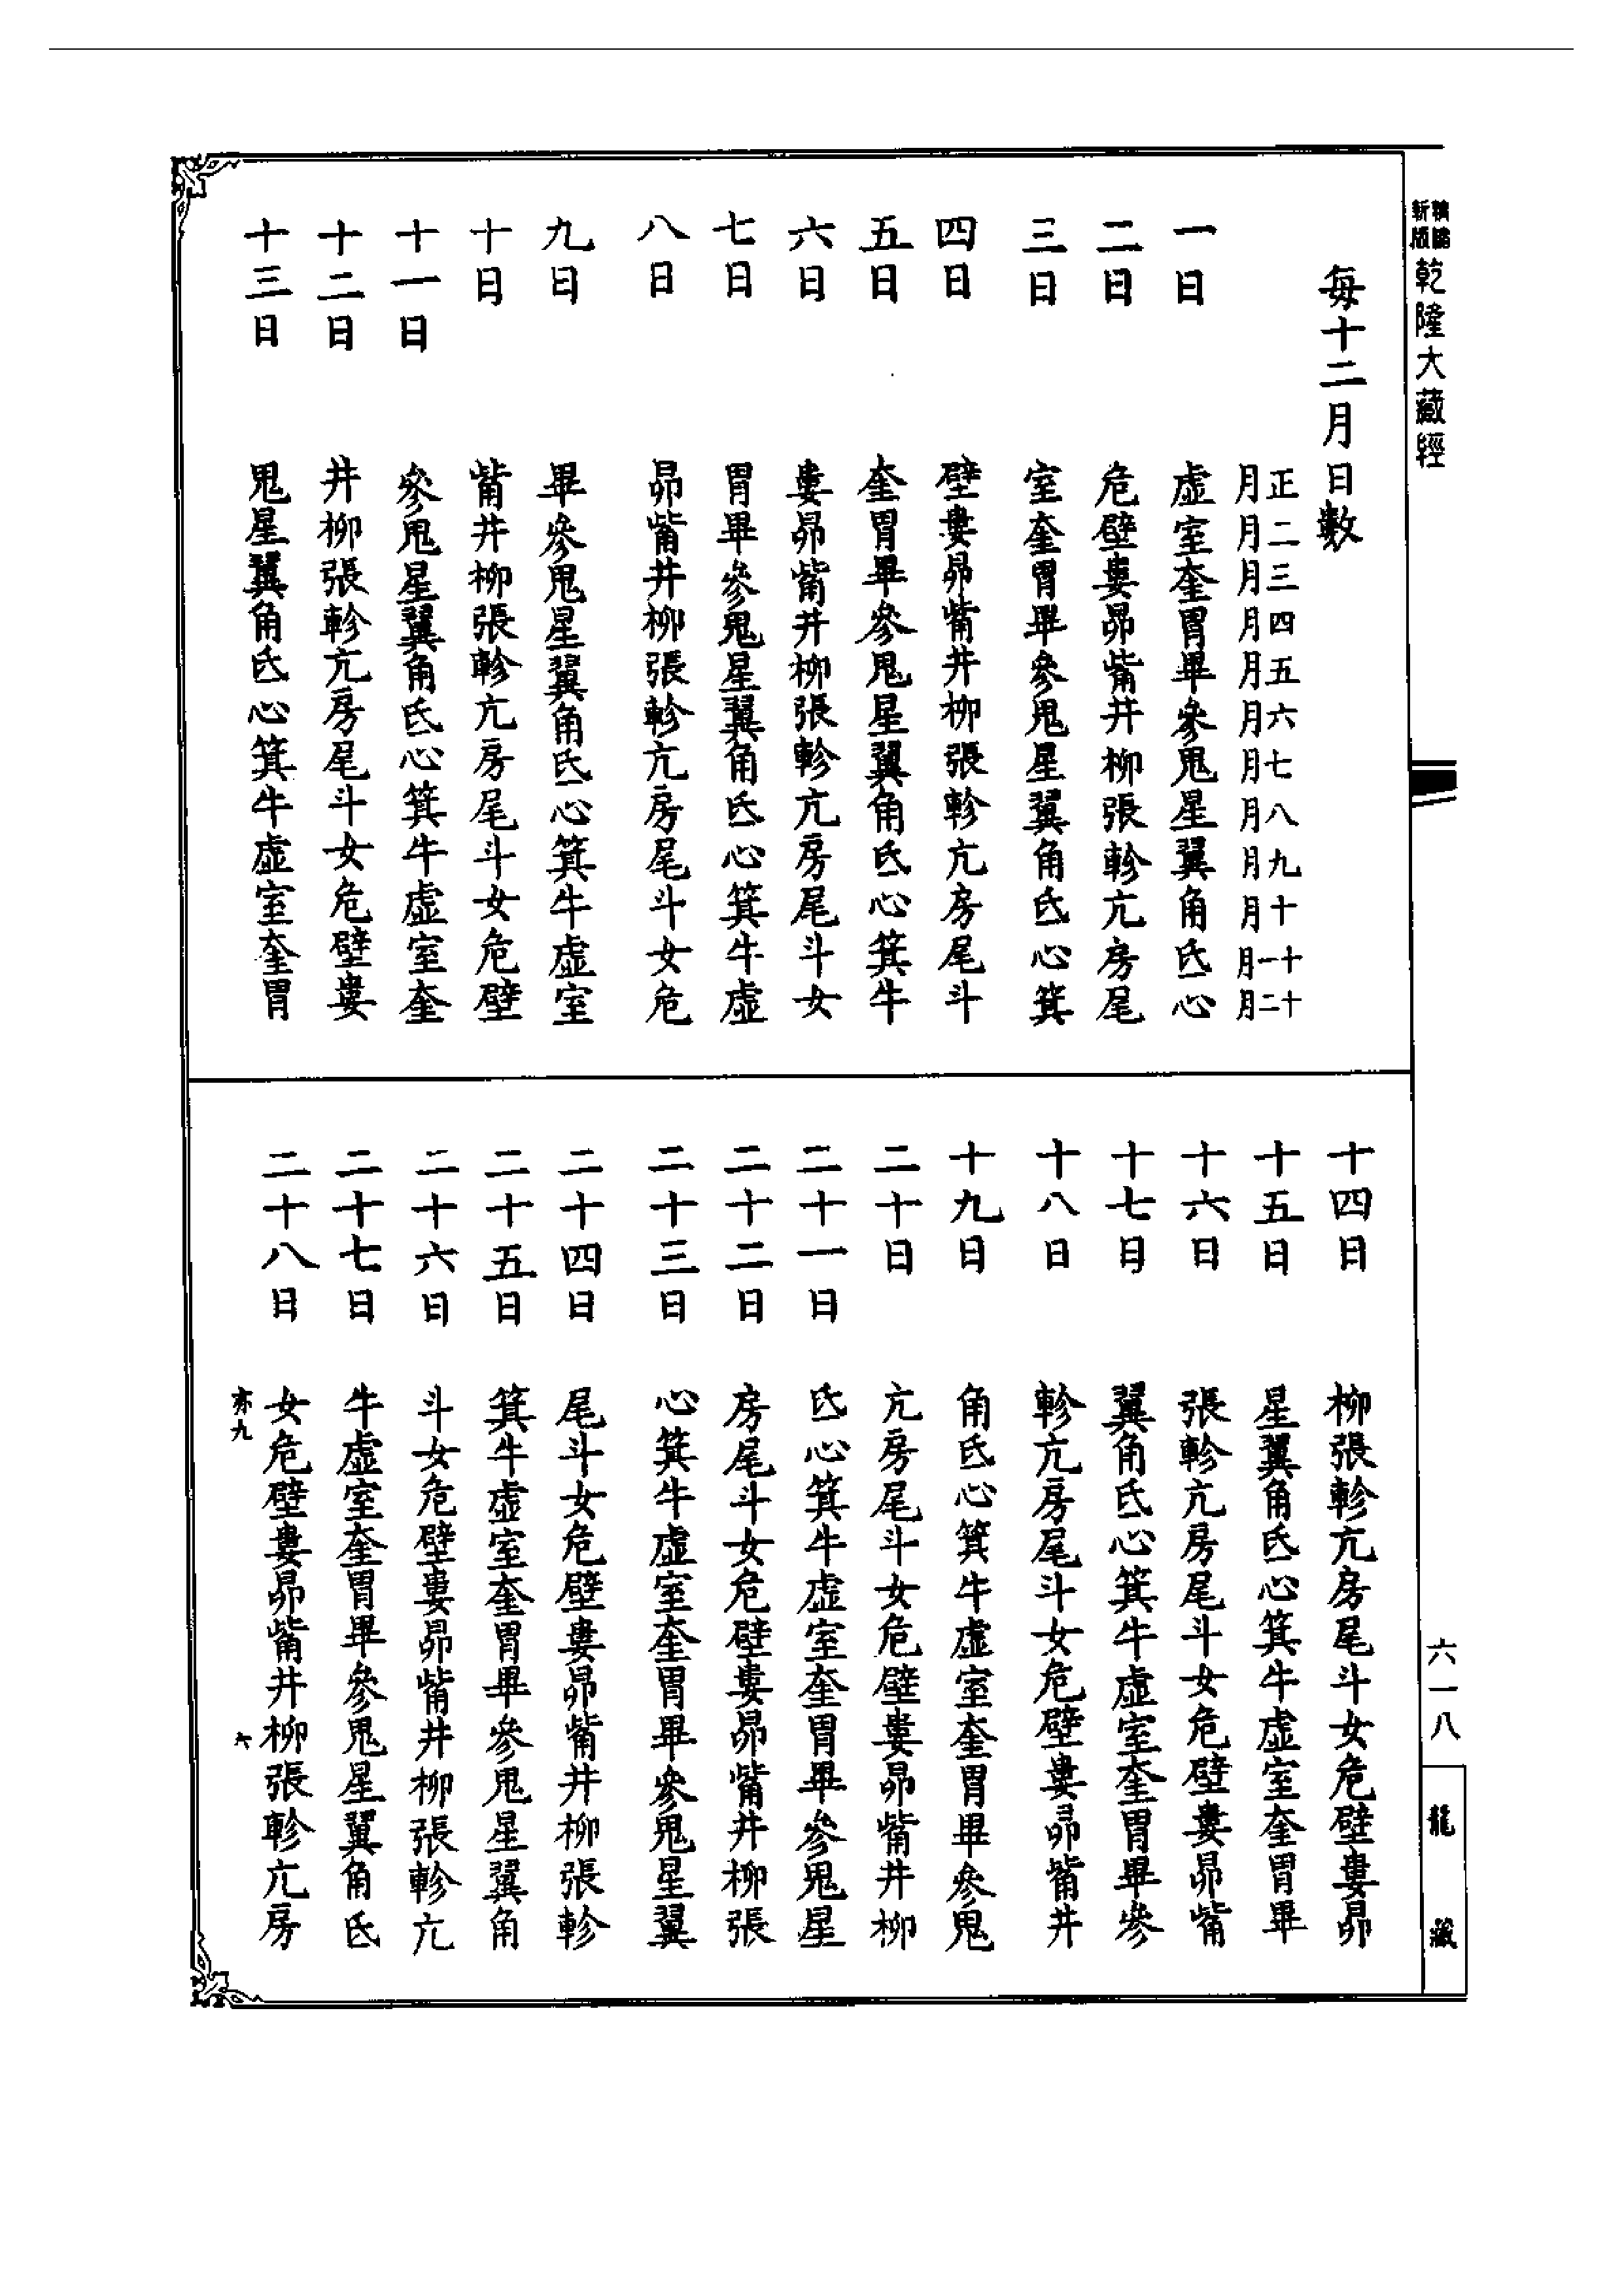 精縮新版
乾隆大藏經
六一八
龍藏
每十二月日數
正月二月三月四月五月六月七月八月九月十月十一月十二月
一日 虛室奎胃畢參鬼星翼角氐心
二日 危壁婁昴觜井柳張軫亢房尾
三日 室奎胃畢參鬼星翼角氐心箕
四日 壁婁昴觜井柳張軫亢房尾斗
五日 奎胃畢參鬼星翼角氐心箕牛
六日 婁昴觜井柳張軫亢房尾斗女
七日 胃畢參鬼星翼角氐心箕牛虛
八日 昴觜井柳張軫亢房尾斗女危
九日 畢參鬼星翼角氐心箕牛虛室
十日 觜井柳張軫亢房尾斗女危壁
十一日 參鬼星翼角氐心箕牛虛室奎
十二日 井柳張軫亢房尾斗女危壁婁
十三日 鬼星翼角氐心箕牛虛室奎胃
十四日 柳張軫亢房尾斗女危壁婁昴
十五日 星翼角氐心箕牛虛室奎胃畢
十六日 張軫亢房尾斗女危壁婁昴觜
十七日 翼角氐心箕牛虛室奎胃畢參
十八日 軫亢房尾斗女危壁婁昴觜井
十九日 角氐心箕牛虛室奎胃畢參鬼
二十日 亢房尾斗女危壁婁昴觜井柳
二十一日 氐心箕牛虛室奎胃畢參鬼星
二十二日 房尾斗女危壁婁昴觜井柳張
二十三日 心箕牛虛室奎胃畢參鬼星翼
二十四日 尾斗女危壁婁昴觜井柳張軫
二十五日 箕牛虛室奎胃畢參鬼星翼角
二十六日 斗女危壁婁昴觜井柳張軫亢
二十七日 牛虛室奎胃畢參鬼星翼角氐
二十八日 女危壁婁昴觜井柳張軫亢房
九 六